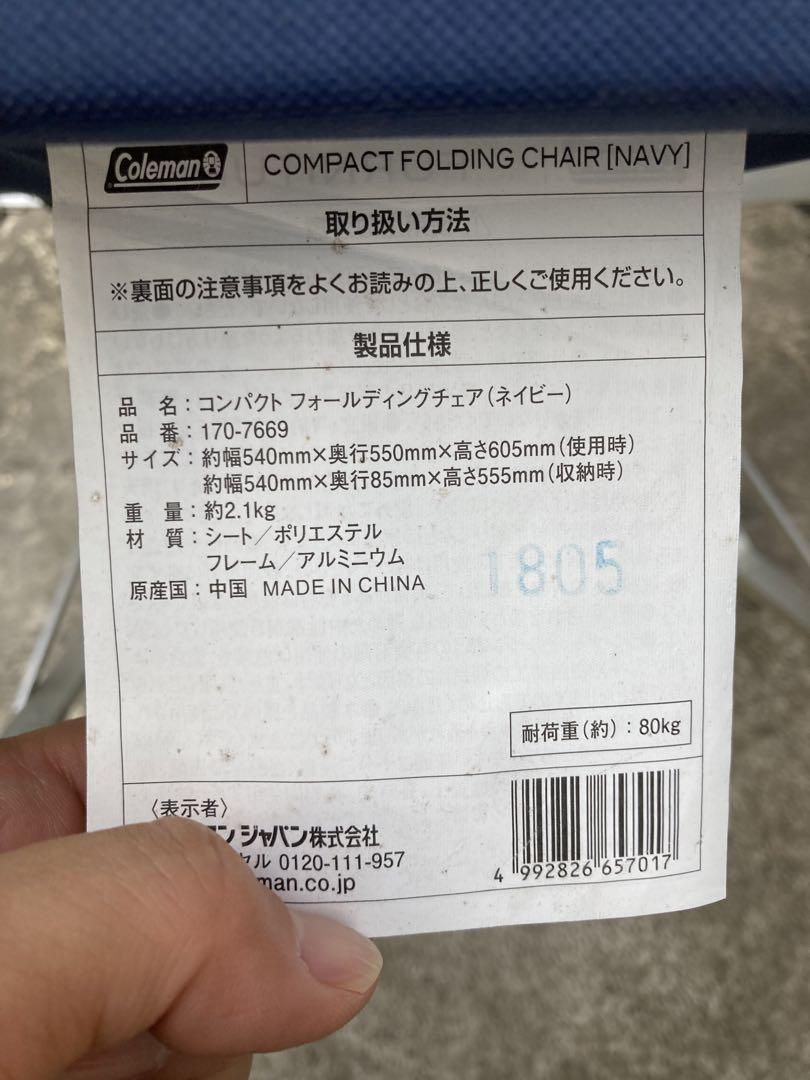 Coleman
COMPACT FOLDING CHAIR [NAVY]
取り扱い方法
※裏面の注意事項をよくお読みの上、正しくご使用ください。
製品仕様
品 名：コンパクト フォールディングチェア（ネイビー）
品 番：170-7669
サイズ：約幅540mm×奥行550mm×高さ605mm（使用時）
約幅540mm×奥行85mm×高さ555mm（収納時）
重 量：約2.1kg
材 質：シート／ポリエステル
フレーム／アルミニウム
原産国：中国 MADE IN CHINA
1805
耐荷重（約）：80kg
〈表示者〉
ン ジャパン株式会社
ヤル 0120-111-957
man.co.jp
4 992826 657017